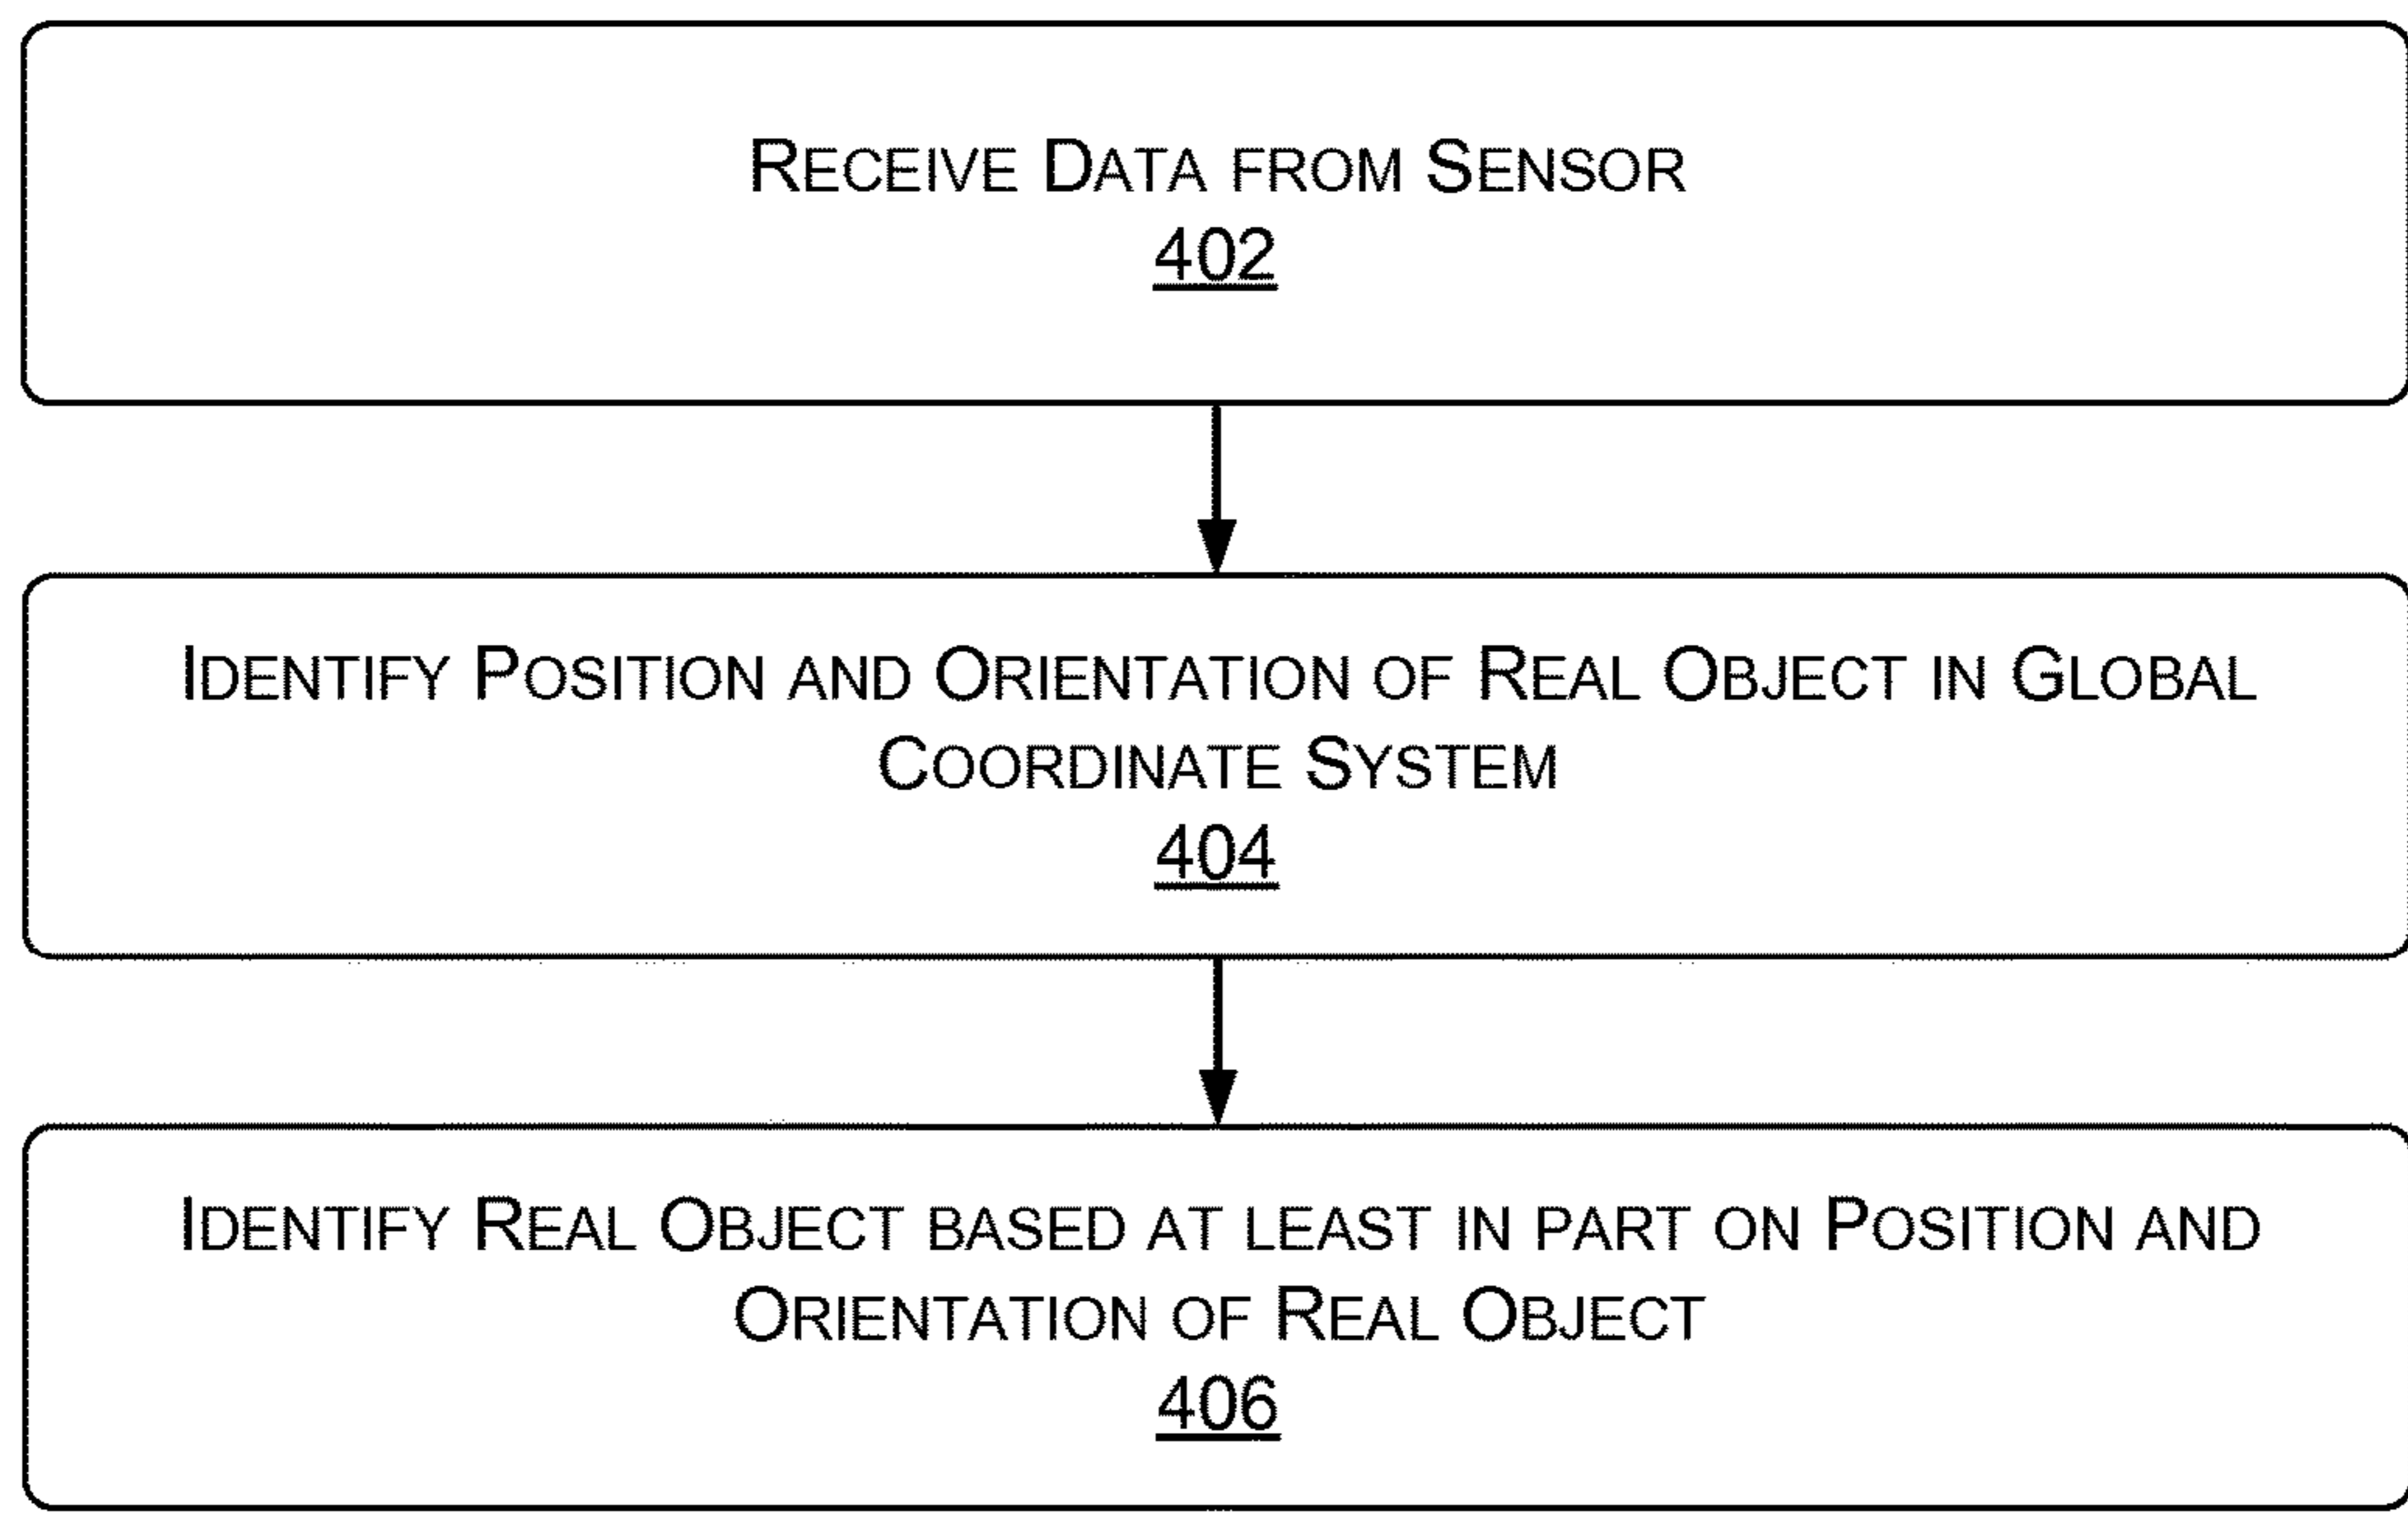 RECEIVE DATA FROM SENSOR
402
IDENTIFY POSITION AND ORIENTATION OF REAL OBJECT IN GLOBAL
COORDINATE SYSTEM
404
IDENTIFY REAL OBJECT BASED AT LEAST IN PART ON POSITION AND
ORIENTATION OF REAL OBJECT
406